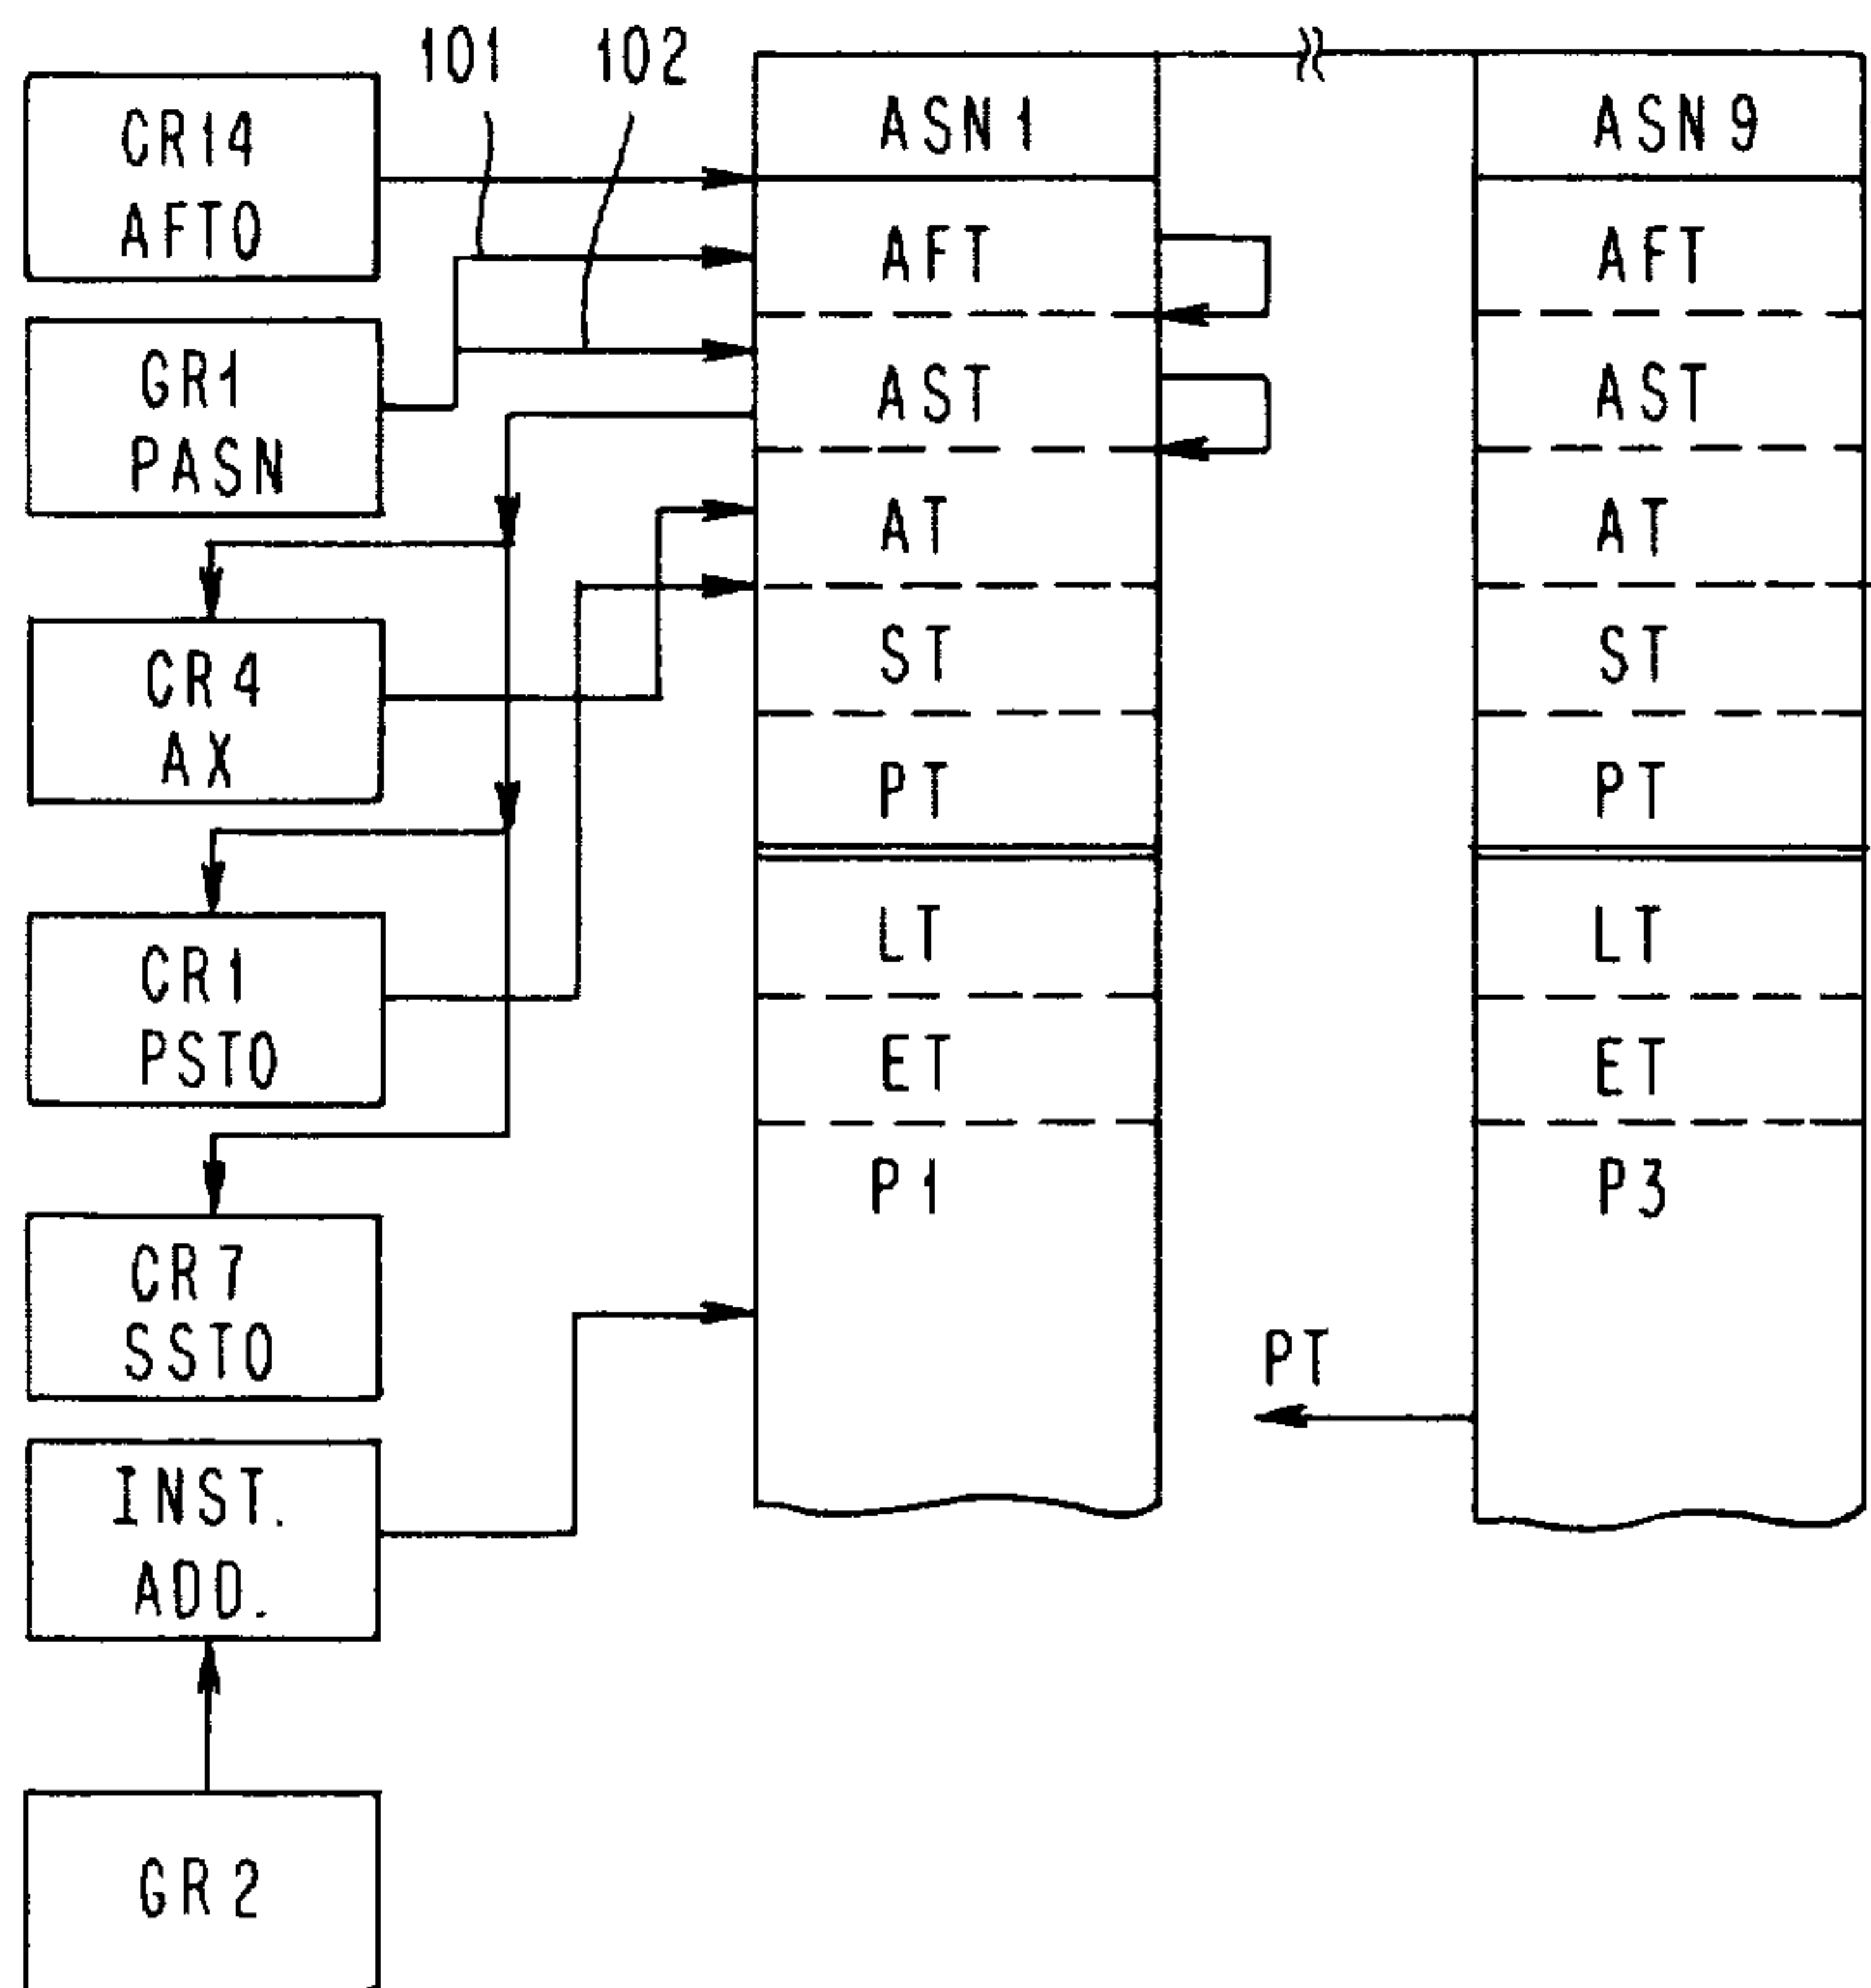 101
102
CR14
AFTO
GR1
PASN
CR4
AX
CR1
PSTO
CR7
SSTO
INST.
ADD.
GR2
ASN1
AFT
AST
AT
ST
PT
LT
ET
P1
PT
ASN9
AFT
AST
AT
ST
PT
LT
ET
P3